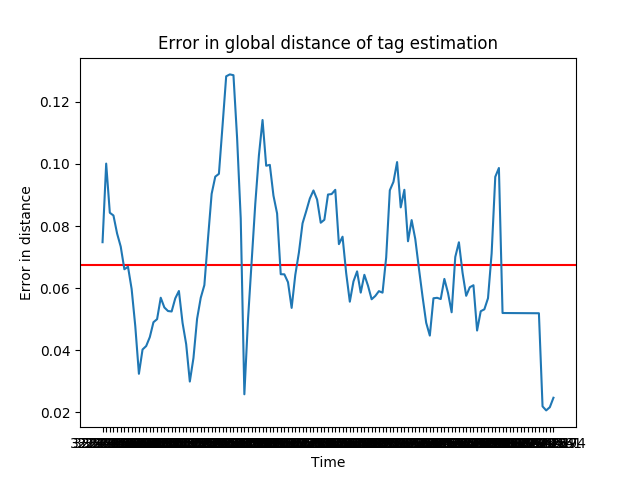 Error in global distance of tag estimation
Error in distance
0.12
0.10
0.08
0.06
0.04
0.02
Time